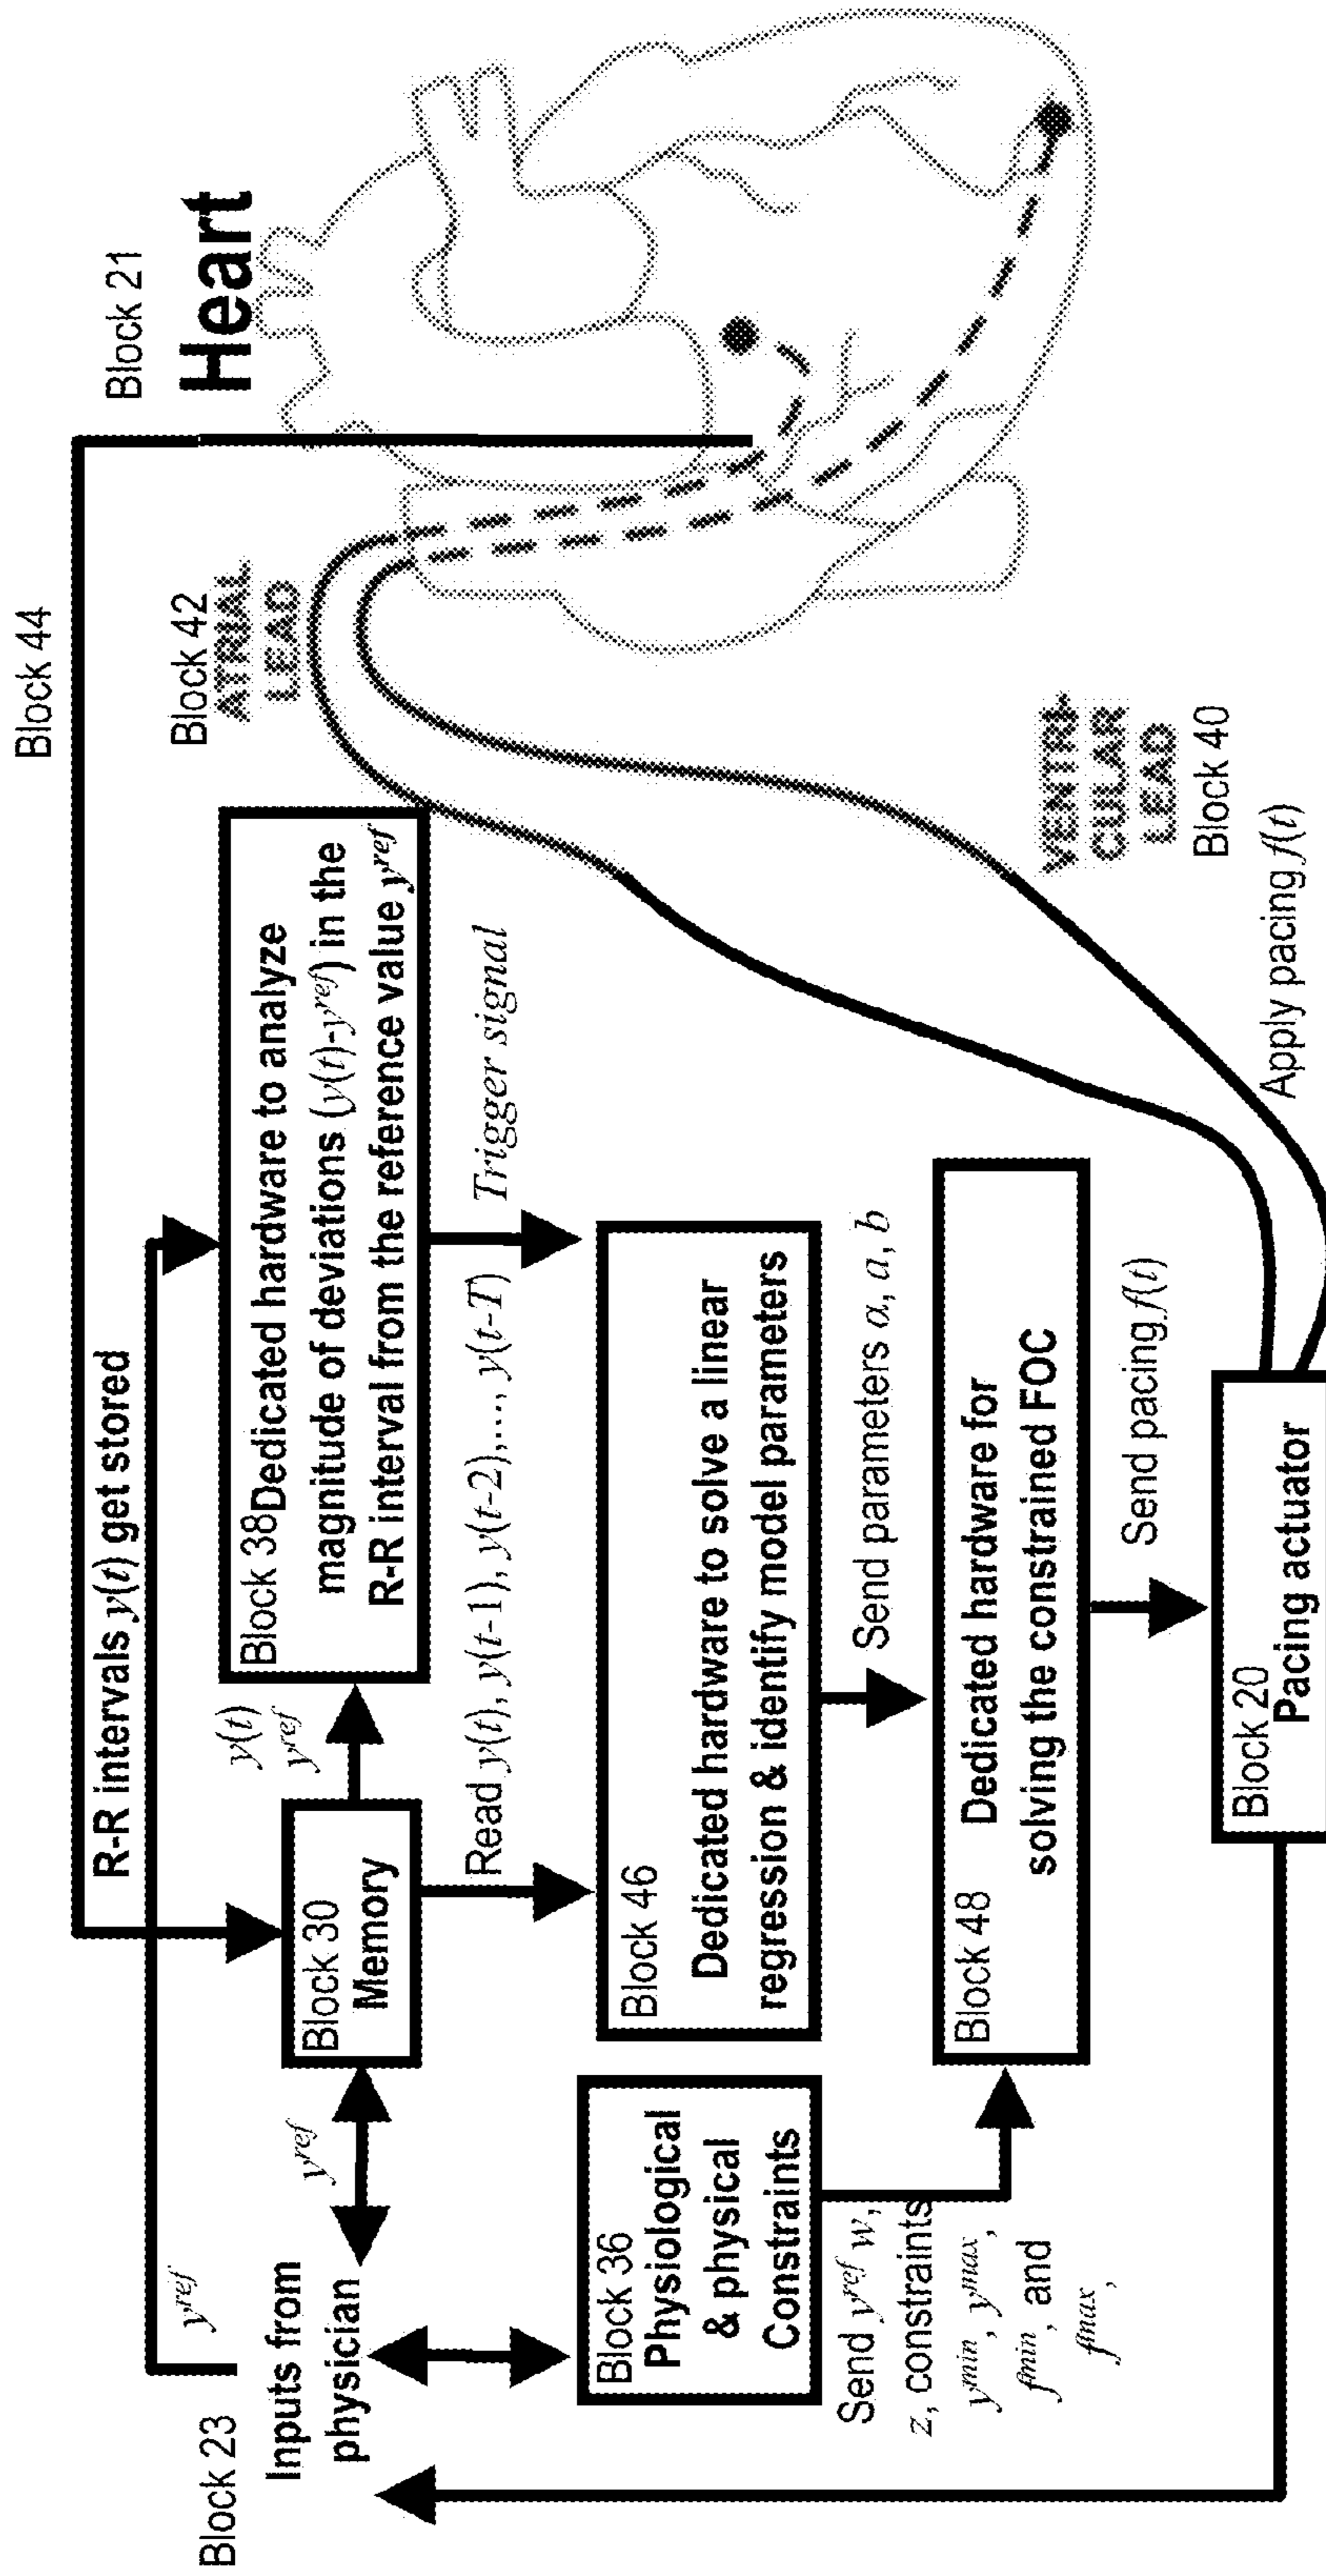 Block 44
Block 21
Heart
R-R intervals y(t) get stored
Block 42
ATRIAL
LEAD
Block 23
Inputs from
physician
y^ref
y^ref
Block 30
Memory
y(t)
y^ref
Block 38 Dedicated hardware to analyze
magnitude of deviations (y(t)-y^ref) in the
R-R interval from the reference value y^ref
Read y(t), y(t-1), y(t-2),..., y(t-T)
Trigger signal
Block 36
Physiological
& physical
Constraints
Block 46
Dedicated hardware to solve a linear
regression & identify model parameters
Send y^ref w,
z, constraints
y^min, y^max,
f^min, and
f^max,
Send parameters α, a, b
Block 48
Dedicated hardware for
solving the constrained FOC
VENTRI-
CULAR
LEAD
Block 40
Send pacing f(t)
Apply pacing f(t)
Block 20
Pacing actuator